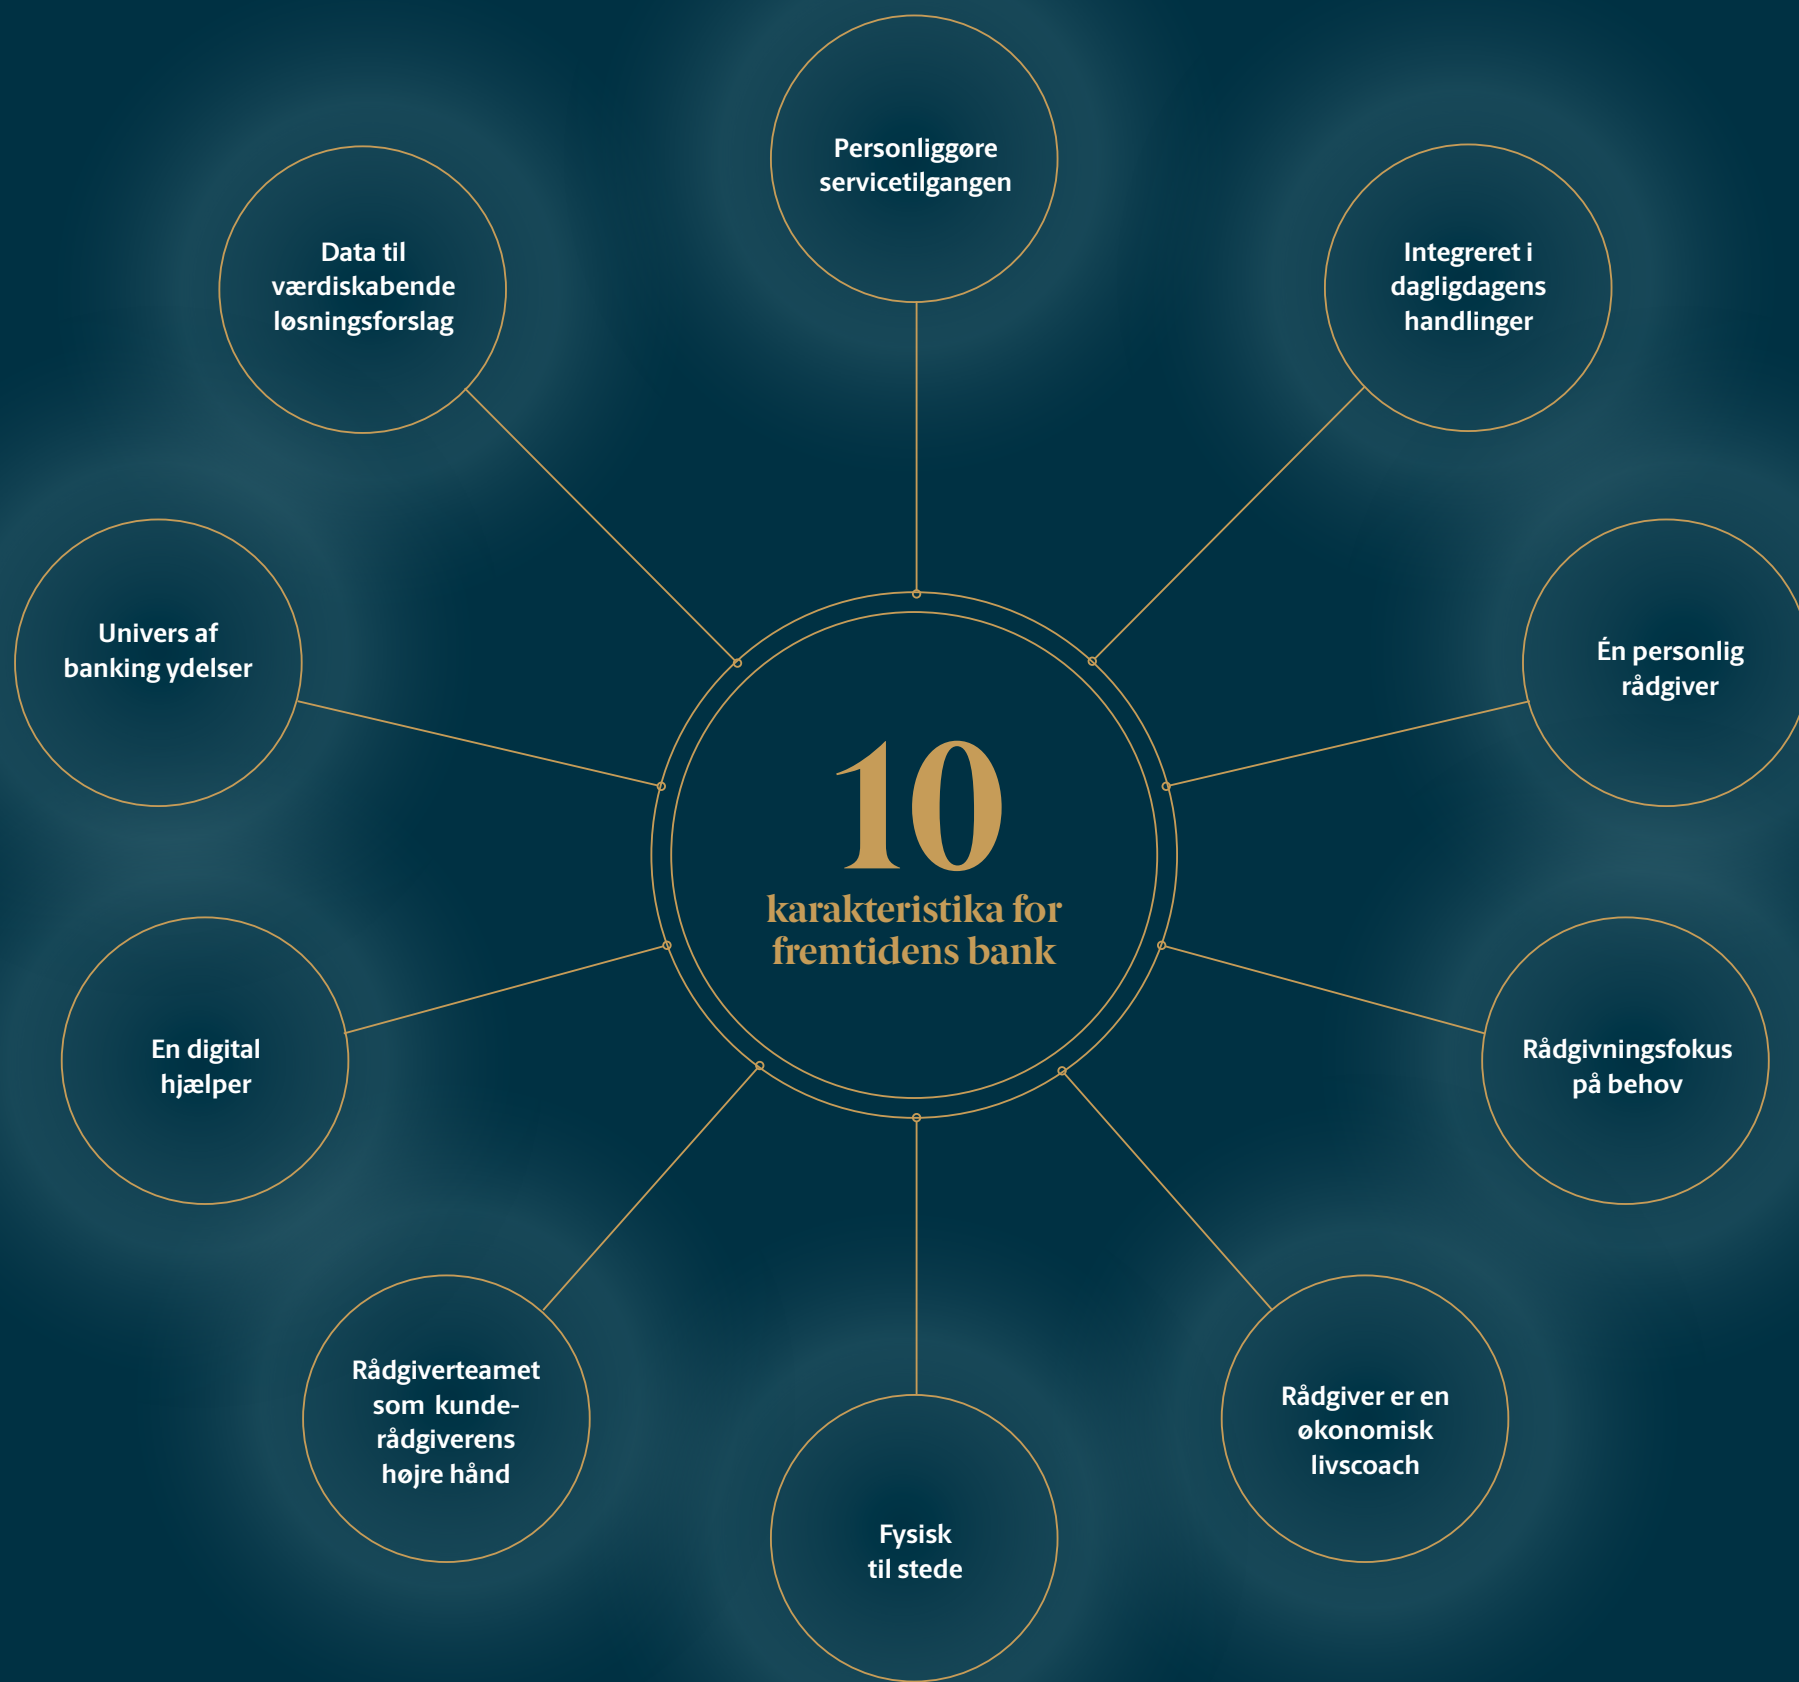 Personliggøre
servicetilgangen
Integreret i
dagligdagens
handlinger
Én personlig
rådgiver
Rådgivningsfokus
på behov
Rådgiver er en
økonomisk
livscoach
Fysisk
til stede
Rådgiverteamet
som kunde-
rådgiverens
højre hånd
En digital
hjælper
Univers af
banking ydelser
Data til
værdiskabende
løsningsforslag
10
karakteristika for
fremtidens bank